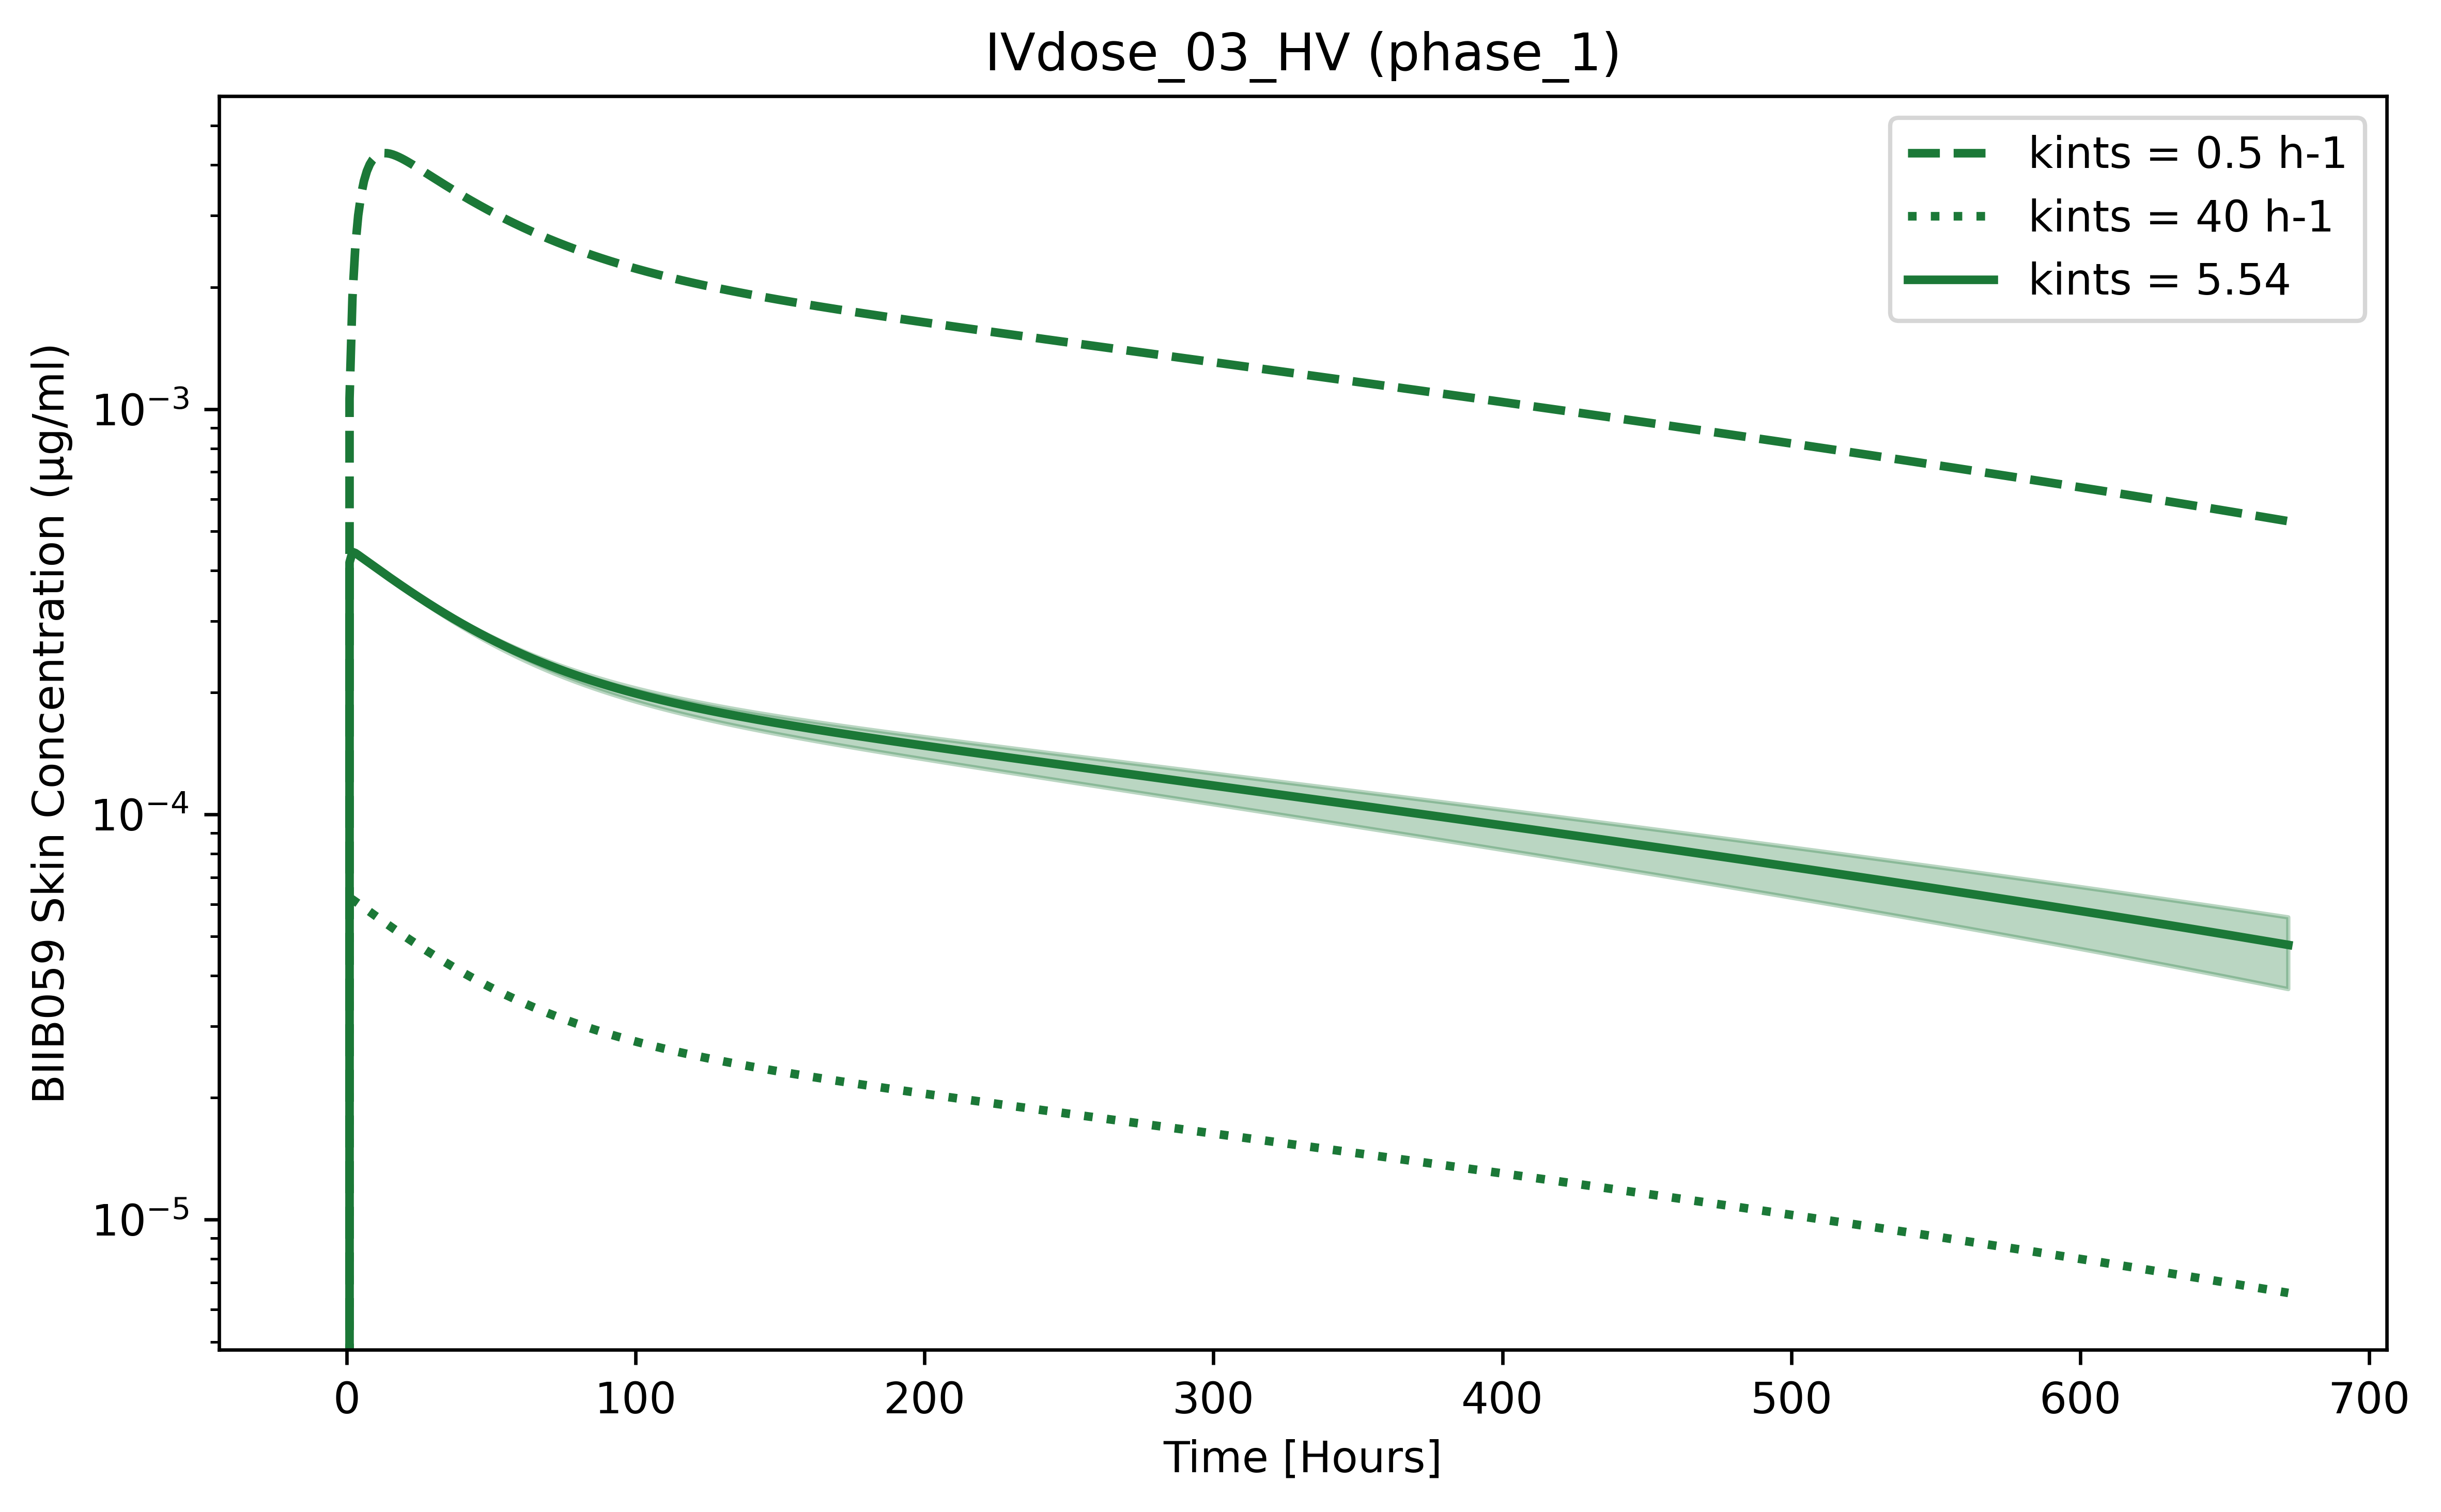 IVdose_03_HV (phase_1)
kints = 0.5 h-1
kints = 40 h-1
kints = 5.54
BIIB059 Skin Concentration (µg/ml)
10⁻³
10⁻⁴
10⁻⁵
0 100 200 300 400 500 600 700
Time [Hours]